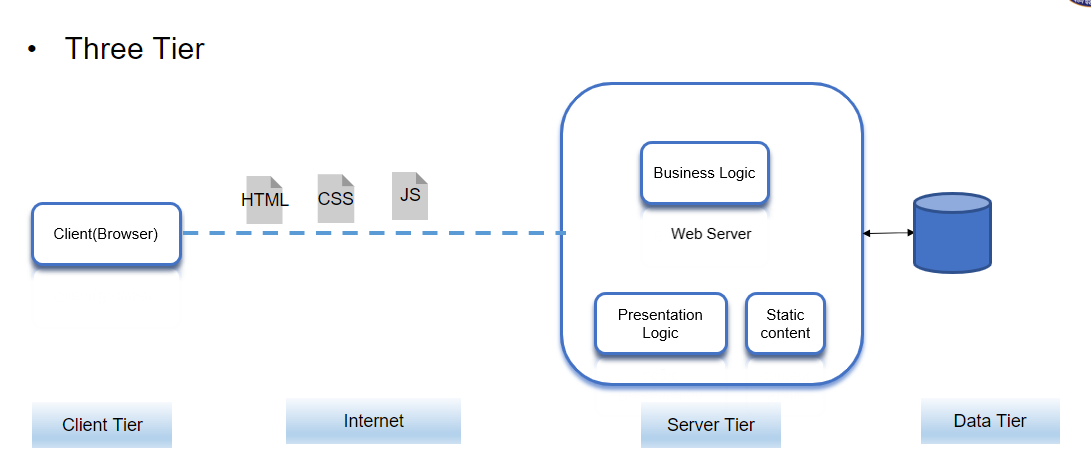 • Three Tier
HTML
CSS
JS
Client(Browser)
Business Logic
Web Server
Presentation
Logic
Static
content
Client Tier
Internet
Server Tier
Data Tier